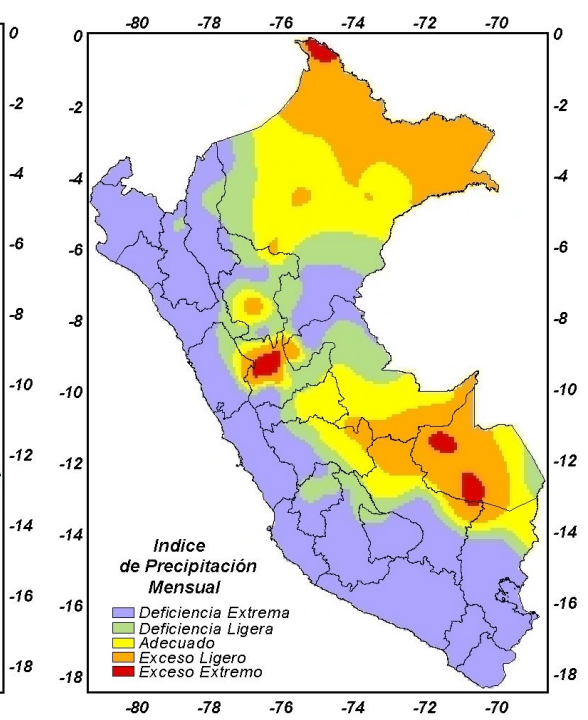 -80 -78 -76 -74 -72 -70
0 0 0
-2 -2 -2
-4 -4 -4
-6 -6 -6
-8 -8 -8
-10 -10 -10
-12 -12 -12
-14 -14 -14
-16 -16 -16
-18 -18 -18
Indice
de Precipitación
Mensual
Deficiencia Extrema
Deficiencia Ligera
Adecuado
Exceso Ligero
Exceso Extremo
-80 -78 -76 -74 -72 -70